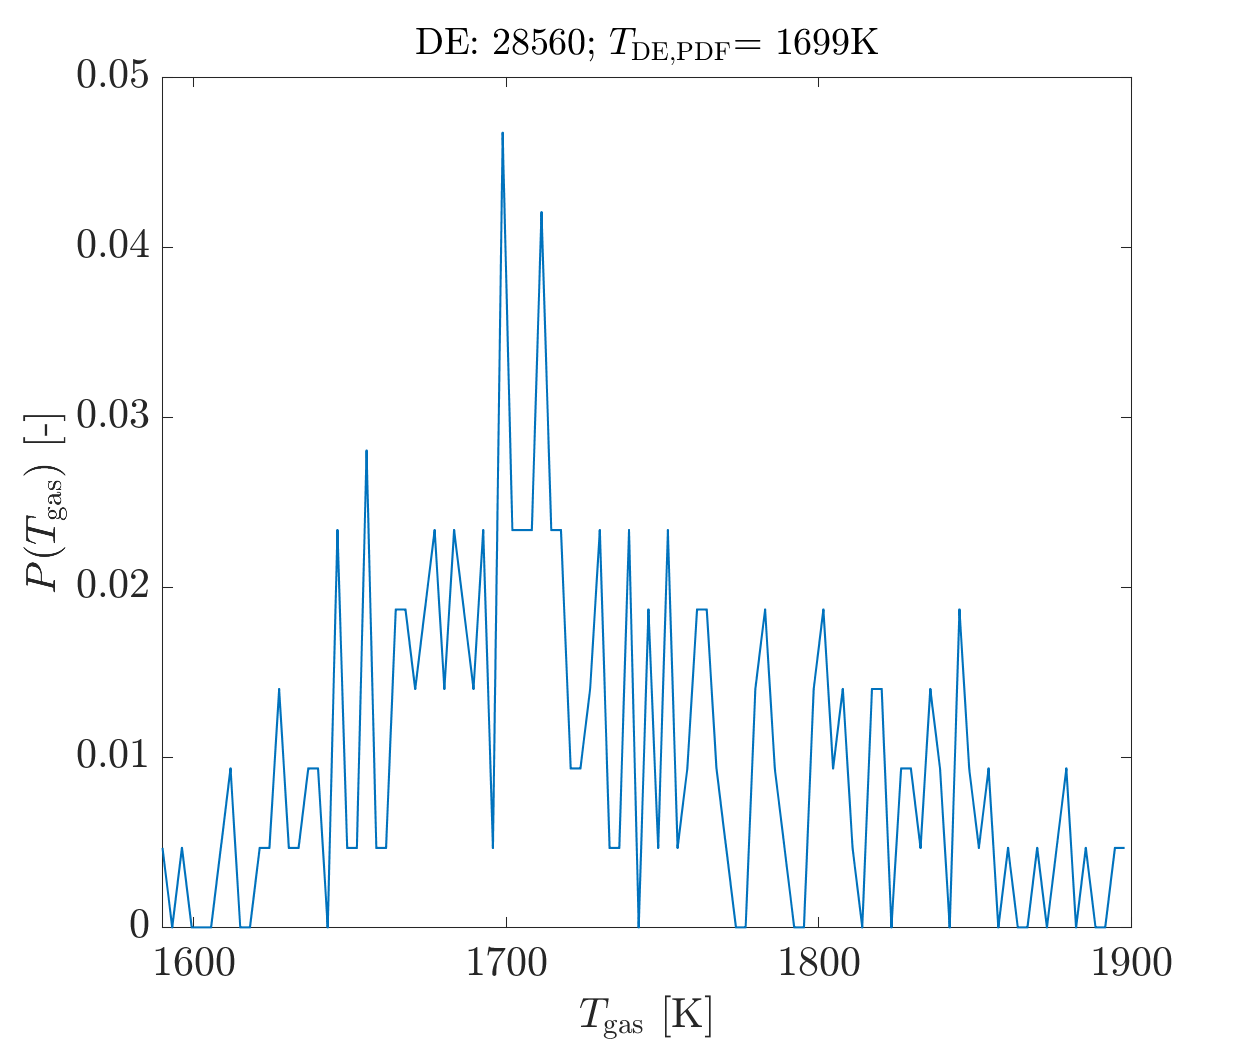 DE: 28560; T_DE,PDF= 1699K
0.05
0.04
0.03
0.02
0.01
0
P(T_gas) [-]
1600 1700 1800 1900
T_gas [K]